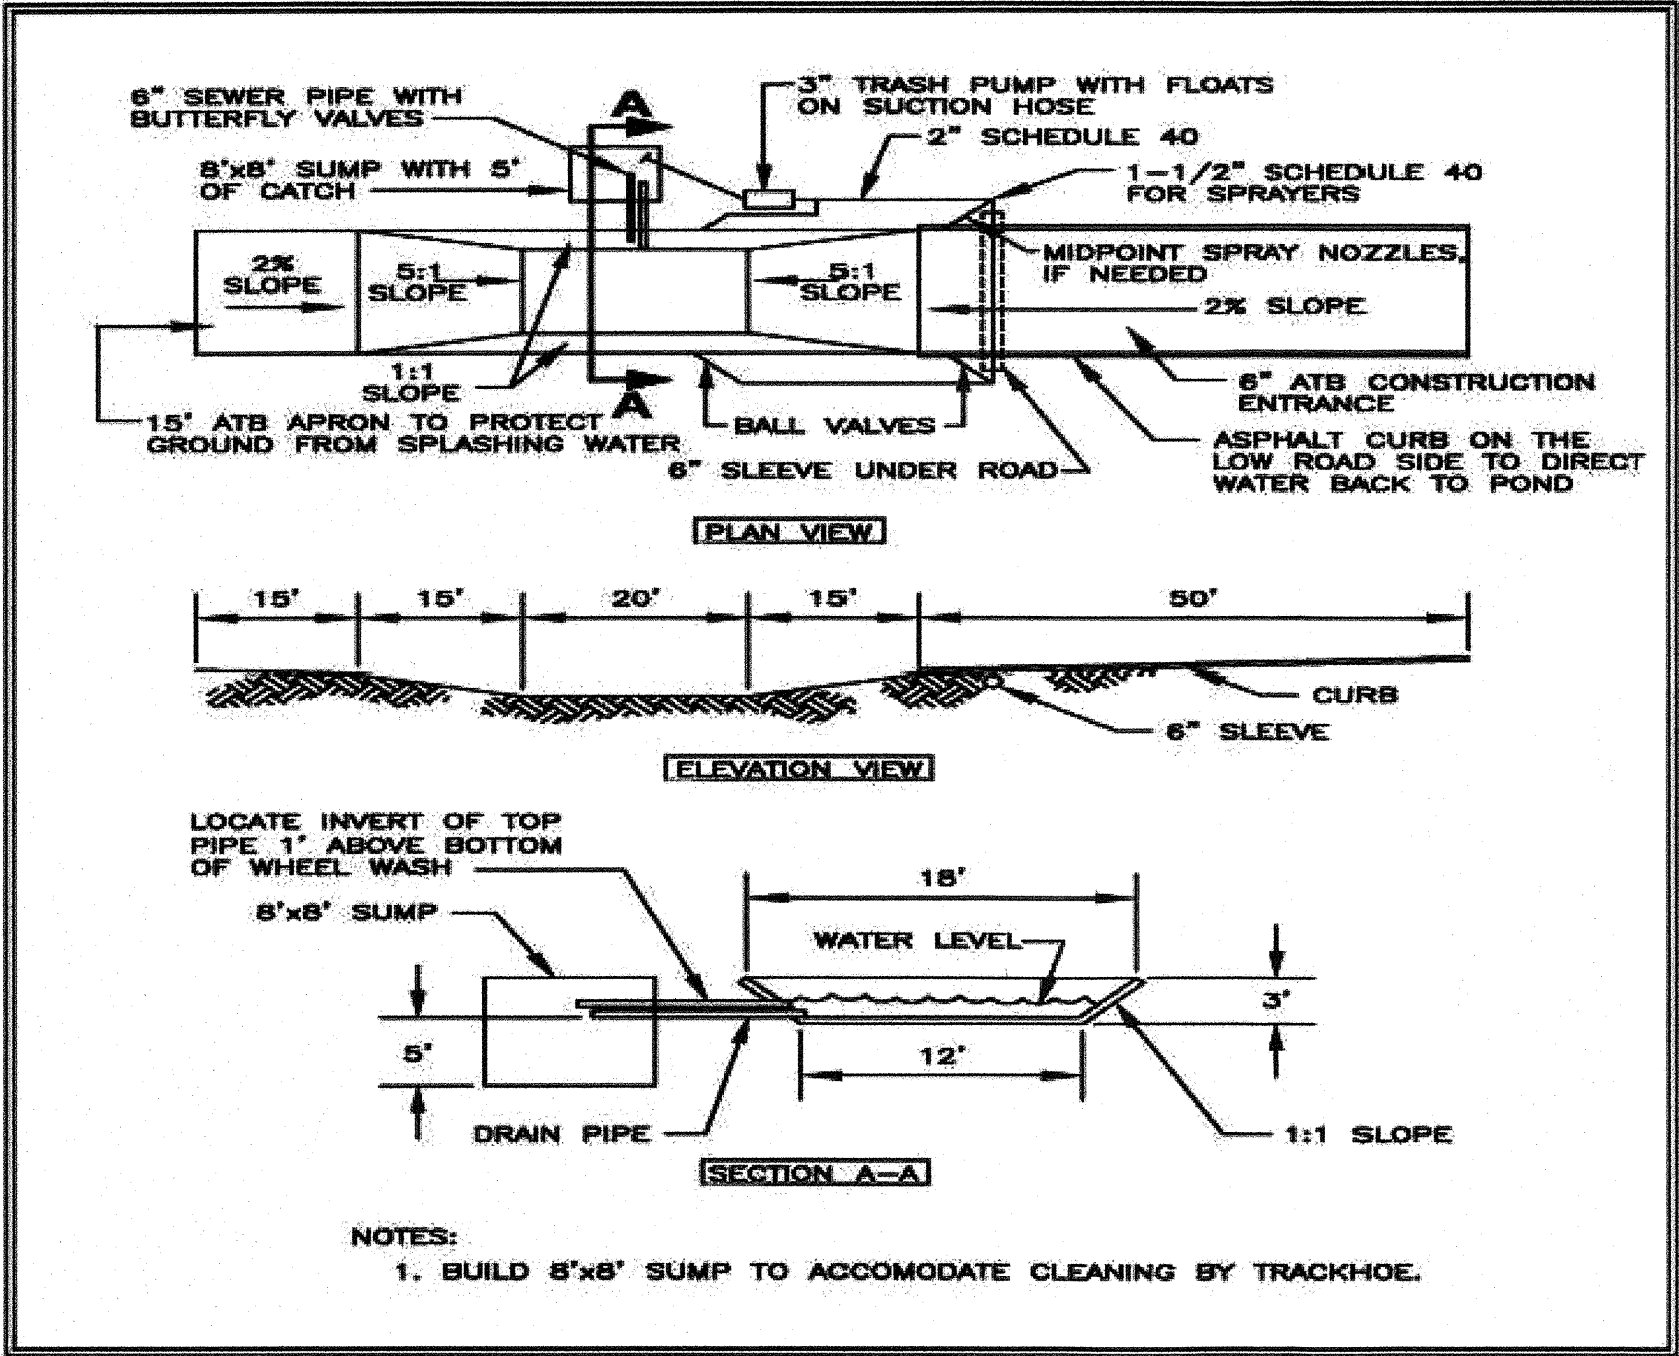 6" SEWER PIPE WITH
BUTTERFLY VALVES
A
3" TRASH PUMP WITH FLOATS
ON SUCTION HOSE
2" SCHEDULE 40
8'x8' SUMP WITH 5'
OF CATCH
1-1/2" SCHEDULE 40
FOR SPRAYERS
2%
SLOPE
5:1
SLOPE
5:1
SLOPE
MIDPOINT SPRAY NOZZLES,
IF NEEDED
2% SLOPE
1:1
SLOPE
A
15' ATB APRON TO PROTECT
GROUND FROM SPLASHING WATER
BALL VALVES
6" SLEEVE UNDER ROAD
6" ATB CONSTRUCTION
ENTRANCE
ASPHALT CURB ON THE
LOW ROAD SIDE TO DIRECT
WATER BACK TO POND
PLAN VIEW
15'
15'
20'
15'
50'
CURB
6" SLEEVE
ELEVATION VIEW
LOCATE INVERT OF TOP
PIPE 1' ABOVE BOTTOM
OF WHEEL WASH
8'x8' SUMP
18'
WATER LEVEL
3'
5'
12'
DRAIN PIPE
1:1 SLOPE
SECTION A-A
NOTES:
1. BUILD 8'x8' SUMP TO ACCOMODATE CLEANING BY TRACKHOE.